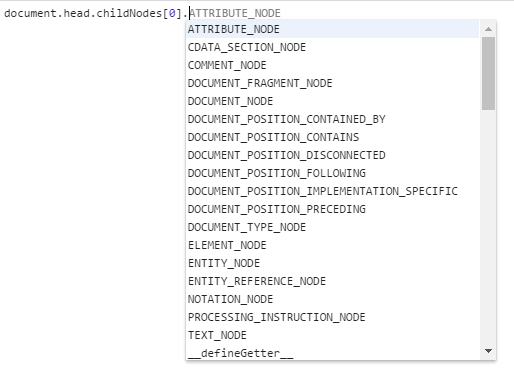 document.head.childNodes[0].ATTRIBUTE_NODE
ATTRIBUTE_NODE
CDATA_SECTION_NODE
COMMENT_NODE
DOCUMENT_FRAGMENT_NODE
DOCUMENT_NODE
DOCUMENT_POSITION_CONTAINED_BY
DOCUMENT_POSITION_CONTAINS
DOCUMENT_POSITION_DISCONNECTED
DOCUMENT_POSITION_FOLLOWING
DOCUMENT_POSITION_IMPLEMENTATION_SPECIFIC
DOCUMENT_POSITION_PRECEDING
DOCUMENT_TYPE_NODE
ELEMENT_NODE
ENTITY_NODE
ENTITY_REFERENCE_NODE
NOTATION_NODE
PROCESSING_INSTRUCTION_NODE
TEXT_NODE
__defineGetter__